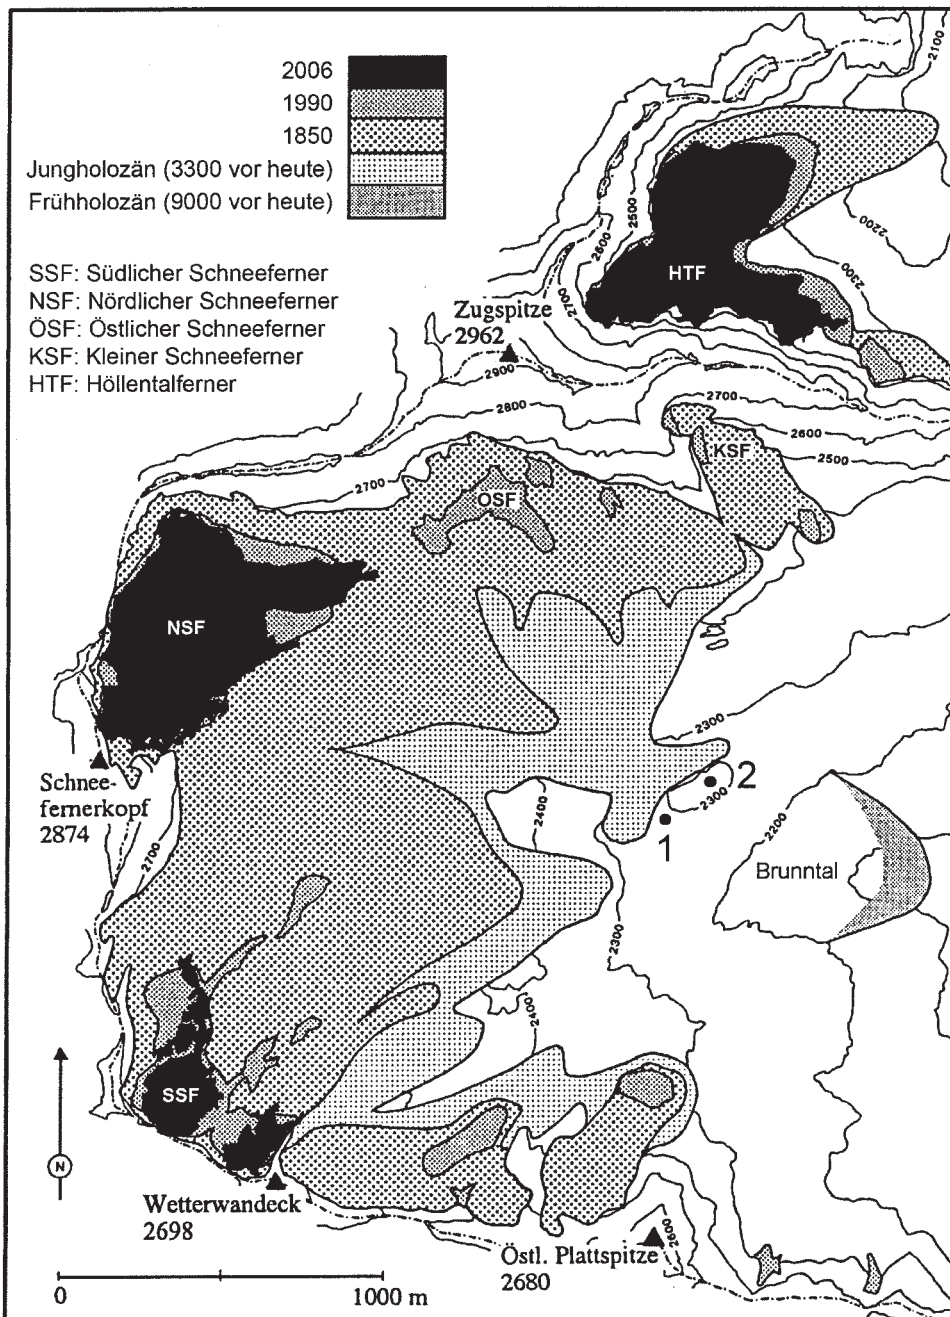 2006
1990
1850
Jungholozän (3300 vor heute)
Frühholozän (9000 vor heute)
SSF: Südlicher Schneeferner
NSF: Nördlicher Schneeferner
ÖSF: Östlicher Schneeferner
KSF: Kleiner Schneeferner
HTF: Höllentalferner
2100
2200
2300
2500
2600
2700
HTF
Zugspitze
2962
2900
2800
2700
2600
2500
KSF
2700
ÖSF
NSF
2300
Schnee-
fernerkopf
2874
2700
2400
2
2300
1
2200
Brunntal
2300
2400
SSF
N
Wetterwandeck
2698
Östl. Plattspitze
2680
2600
0
1000 m